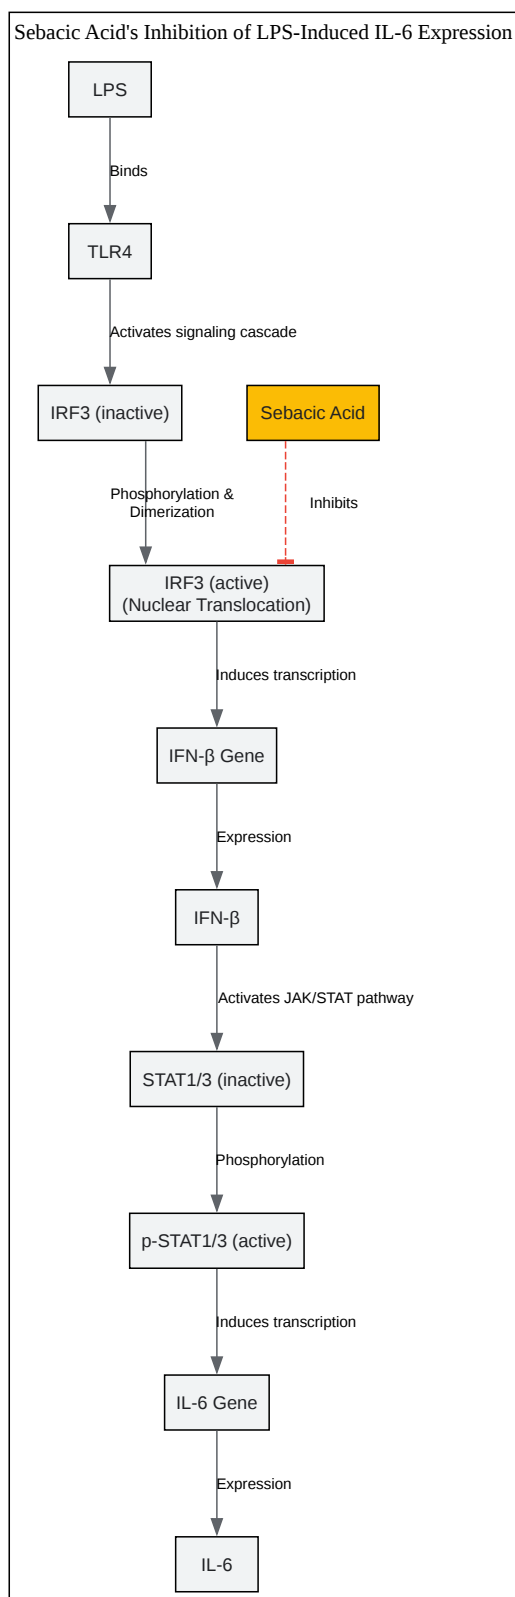 Sebacic Acid's Inhibition of LPS-Induced IL-6 Expression
LPS
Binds
TLR4
Activates signaling cascade
IRF3 (inactive)
Sebacic Acid
Phosphorylation &
Dimerization
Inhibits
IRF3 (active)
(Nuclear Translocation)
Induces transcription
IFN-β Gene
Expression
IFN-β
Activates JAK/STAT pathway
STAT1/3 (inactive)
Phosphorylation
p-STAT1/3 (active)
Induces transcription
IL-6 Gene
Expression
IL-6